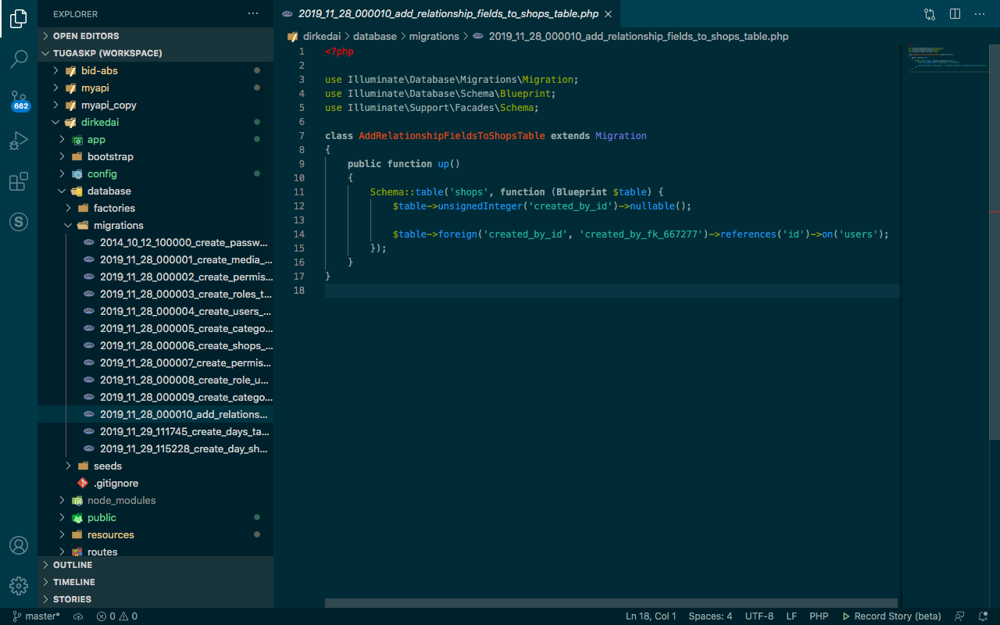 EXPLORER
OPEN EDITORS
TUGASKP (WORKSPACE)
bid-abs
myapi
myapi_copy
dirkedai
app
bootstrap
config
database
factories
migrations
2014_10_12_100000_create_passw...
2019_11_28_000001_create_media_...
2019_11_28_000002_create_permis...
2019_11_28_000003_create_roles_t...
2019_11_28_000004_create_users_...
2019_11_28_000005_create_catego...
2019_11_28_000006_create_shops_...
2019_11_28_000007_create_permis...
2019_11_28_000008_create_role_u...
2019_11_28_000009_create_catego...
2019_11_28_000010_add_relations...
2019_11_29_111745_create_days_ta...
2019_11_29_115228_create_day_sh...
seeds
.gitignore
node_modules
public
resources
routes
OUTLINE
TIMELINE
STORIES
662
2019_11_28_000010_add_relationship_fields_to_shops_table.php
dirkedai > database > migrations > 2019_11_28_000010_add_relationship_fields_to_shops_table.php
1 <?php
2
3 use Illuminate\Database\Migrations\Migration;
4 use Illuminate\Database\Schema\Blueprint;
5 use Illuminate\Support\Facades\Schema;
6
7 class AddRelationshipFieldsToShopsTable extends Migration
8 {
9 public function up()
10 {
11 Schema::table('shops', function (Blueprint $table) {
12 $table->unsignedInteger('created_by_id')->nullable();
13
14 $table->foreign('created_by_id', 'created_by_fk_667277')->references('id')->on('users');
15 });
16 }
17 }
18
master* 0 0 Ln 18, Col 1 Spaces: 4 UTF-8 LF PHP Record Story (beta)